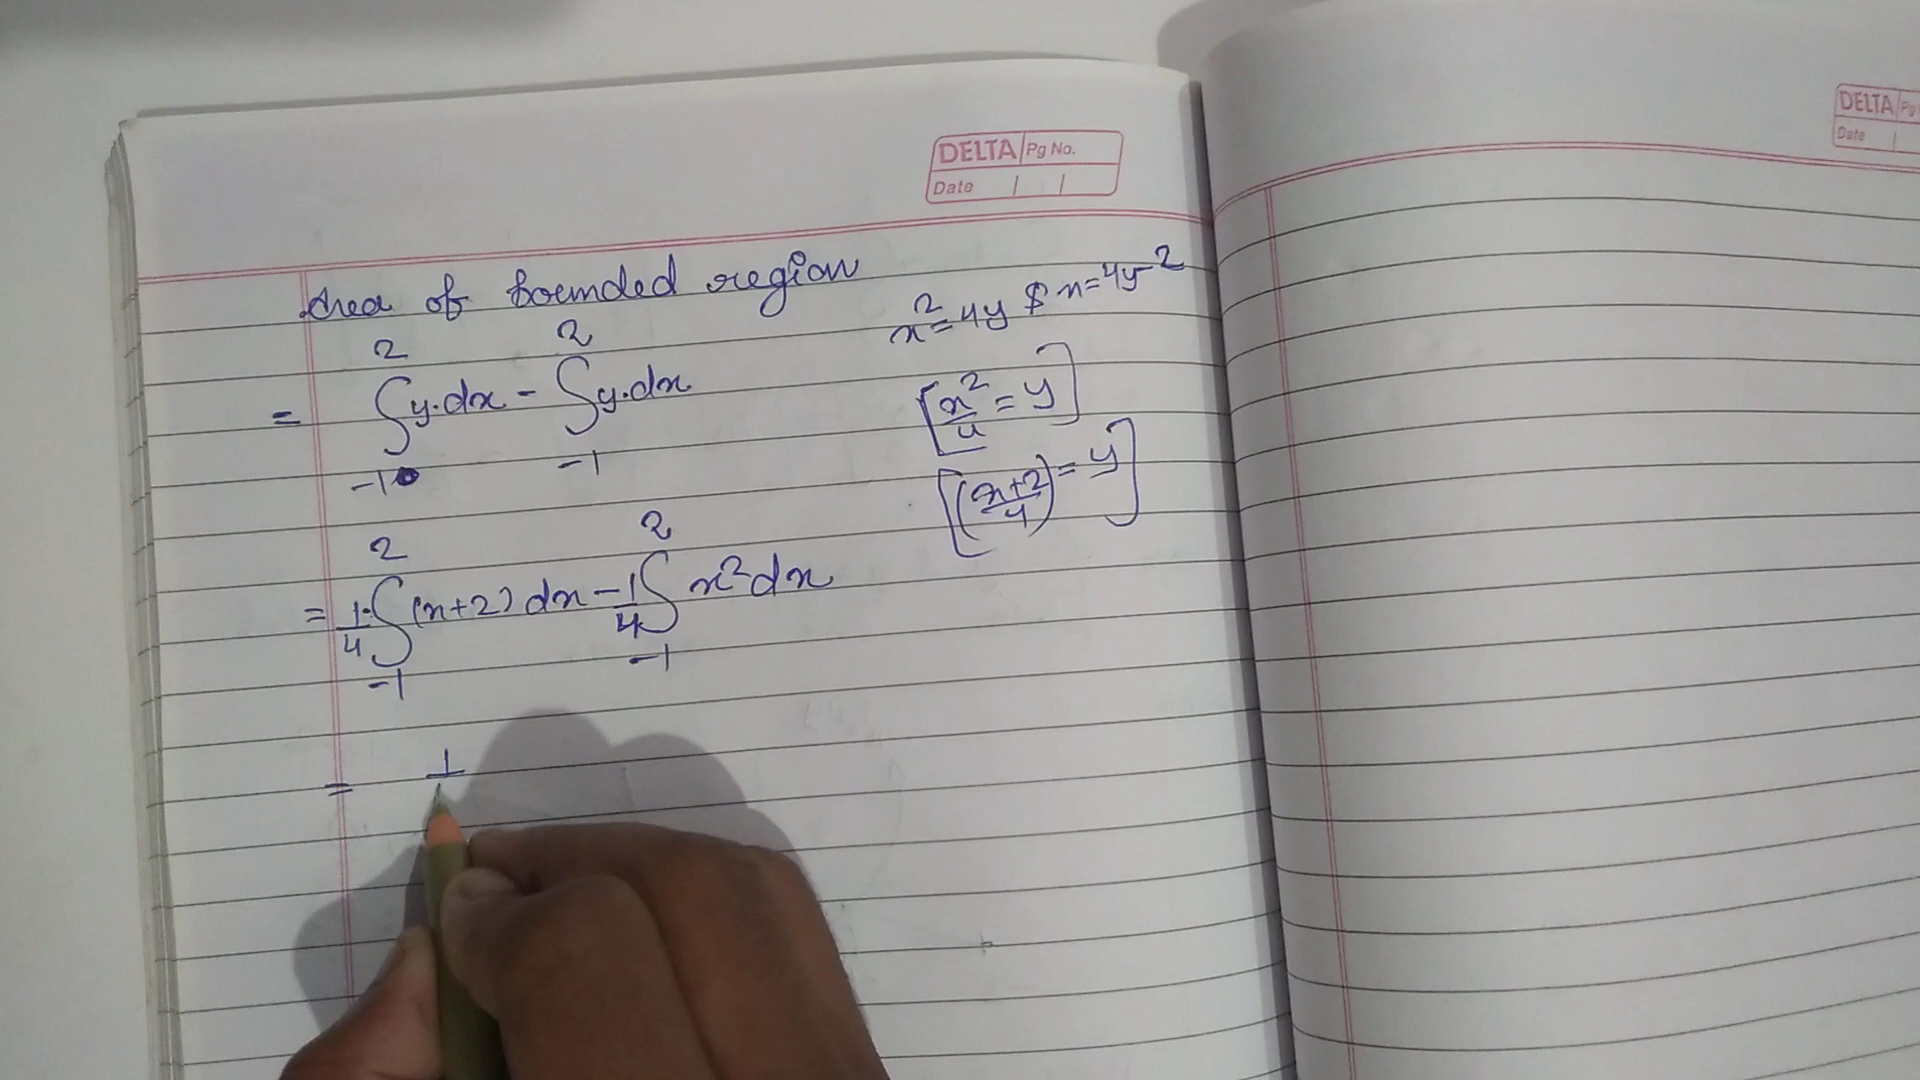 DELTA Pg No.
Date
DELTA Pg
Date
Area of bounded region
x² = 4y $ x = 4y - 2
= ∫₋₁² y.dx - ∫₋₁² y.dx
[x²/4 = y]
[(x+2/4) = y]
= 1/4 . ∫₋₁² (x+2) dx - 1/4 ∫₋₁² x² dx
= 1